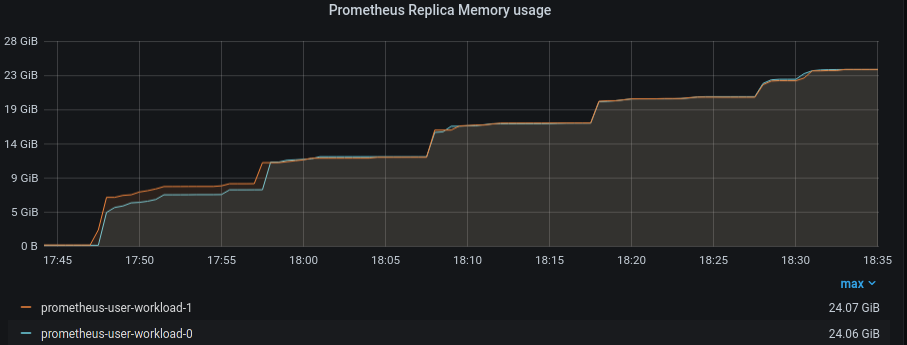 Prometheus Replica Memory usage
28 GiB
23 GiB
19 GiB
14 GiB
9 GiB
5 GiB
0 B
17:45 17:50 17:55 18:00 18:05 18:10 18:15 18:20 18:25 18:30 18:35
max
prometheus-user-workload-1 24.07 GiB
prometheus-user-workload-0 24.06 GiB